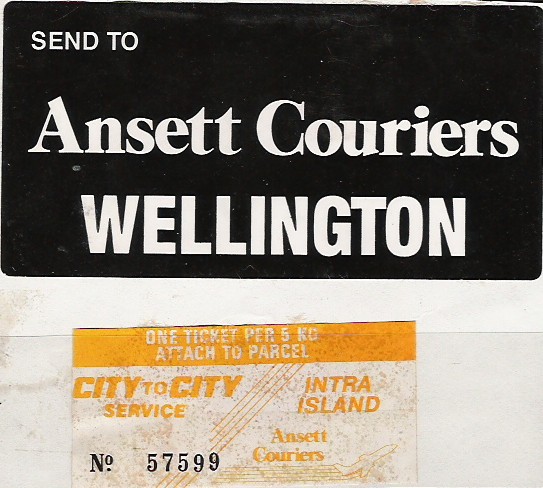 SEND TO
Ansett Couriers
WELLINGTON
ONE TICKET PER 5 KG
ATTACH TO PARCEL
CITY TO CITY
SERVICE
INTRA
ISLAND
Ansett
Couriers
Nº 57599